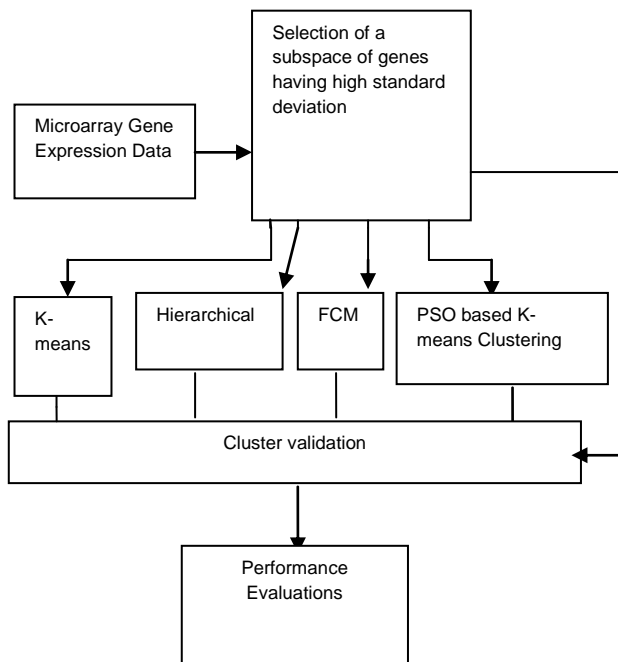 Selection of a
subspace of genes
having high standard
deviation
Microarray Gene
Expression Data
K-
means
Hierarchical
FCM
PSO based K-
means Clustering
Cluster validation
Performance
Evaluations